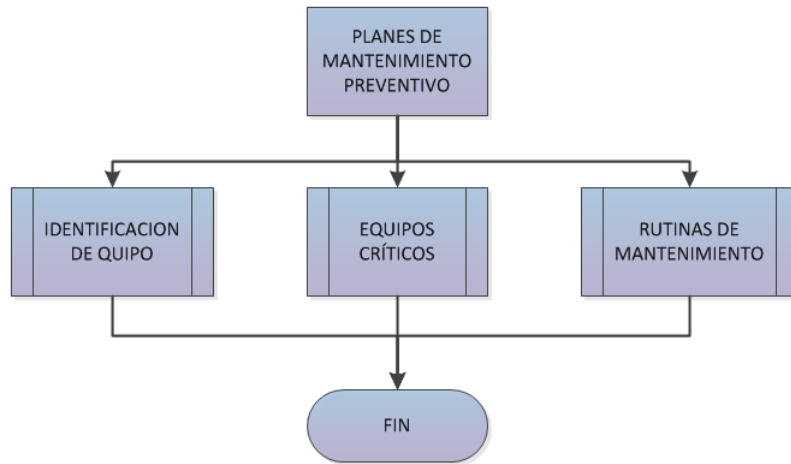 PLANES DE
MANTENIMIENTO
PREVENTIVO
IDENTIFICACION
DE QUIPO
EQUIPOS
CRÍTICOS
RUTINAS DE
MANTENIMIENTO
FIN